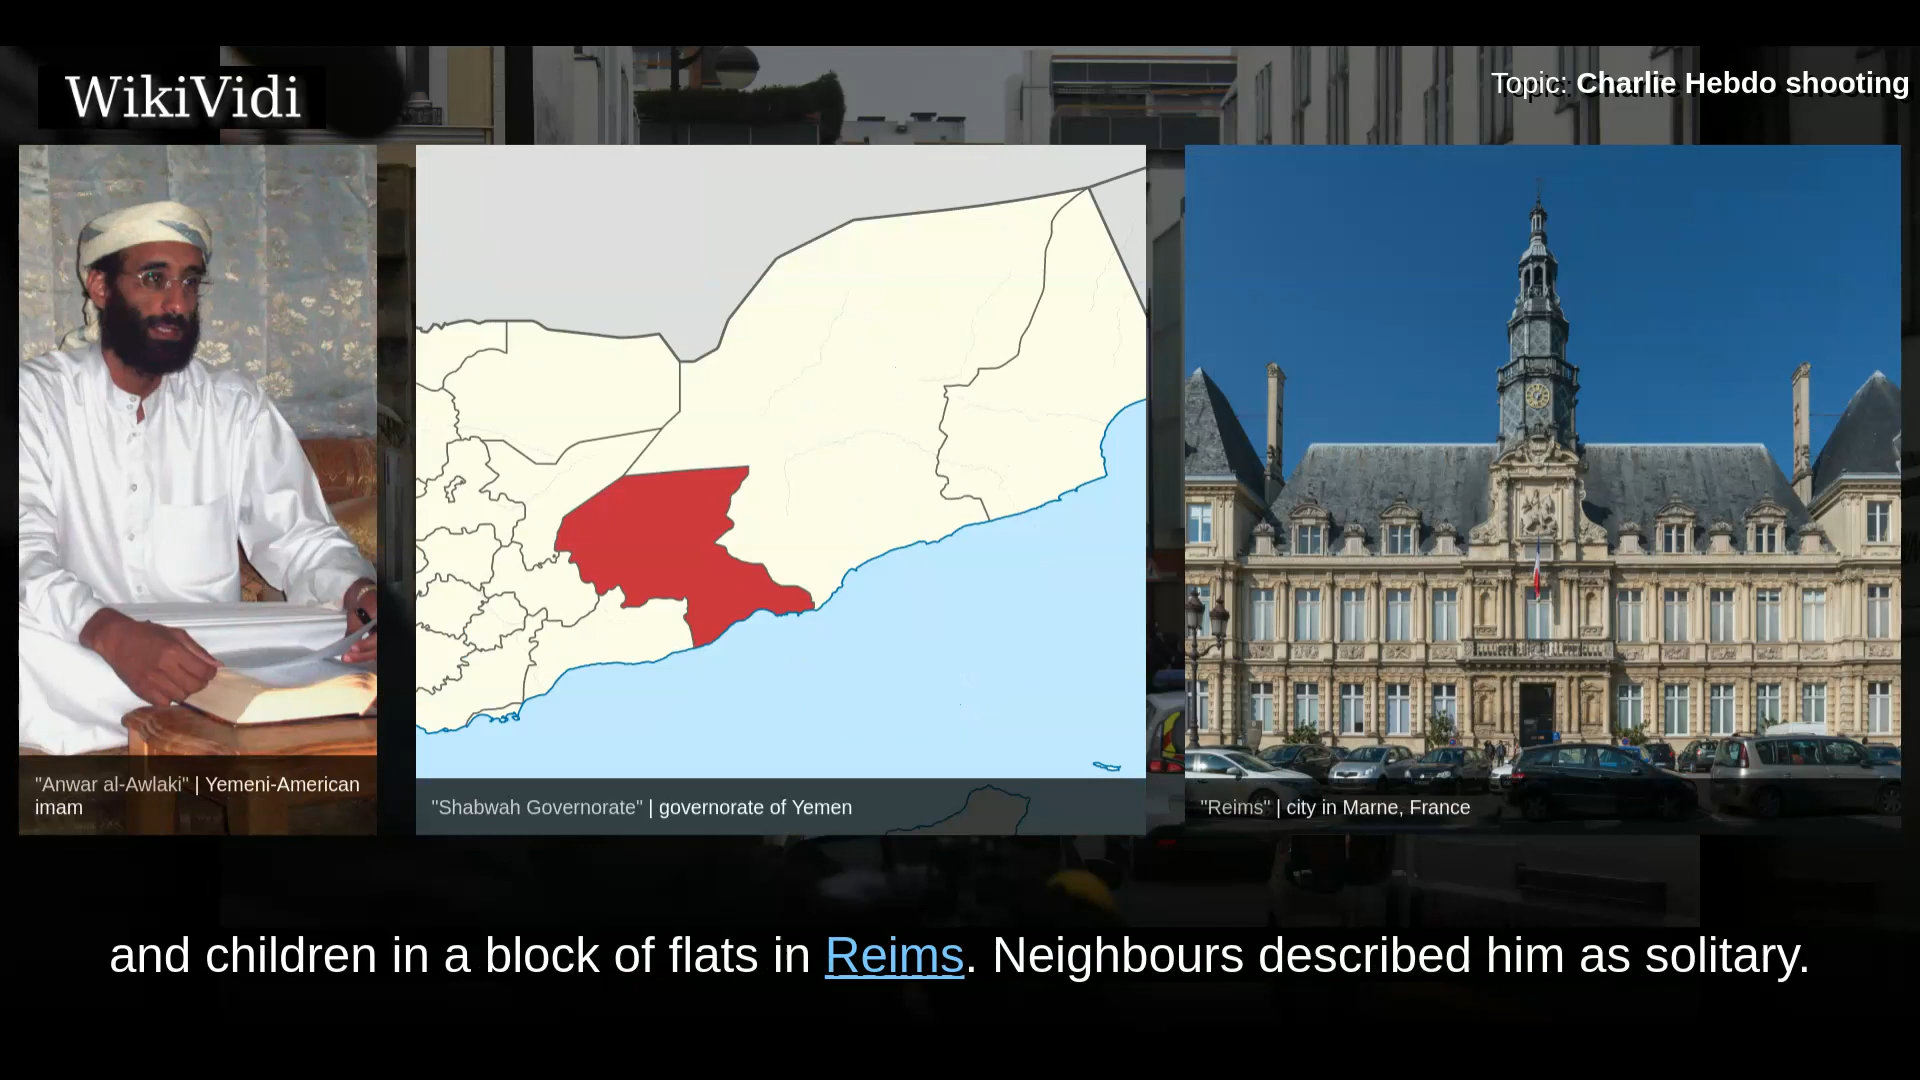 WikiVidi
Topic: Charlie Hebdo shooting
"Anwar al-Awlaki" | Yemeni-American
imam
"Shabwah Governorate" | governorate of Yemen
"Reims" | city in Marne, France
and children in a block of flats in Reims. Neighbours described him as solitary.